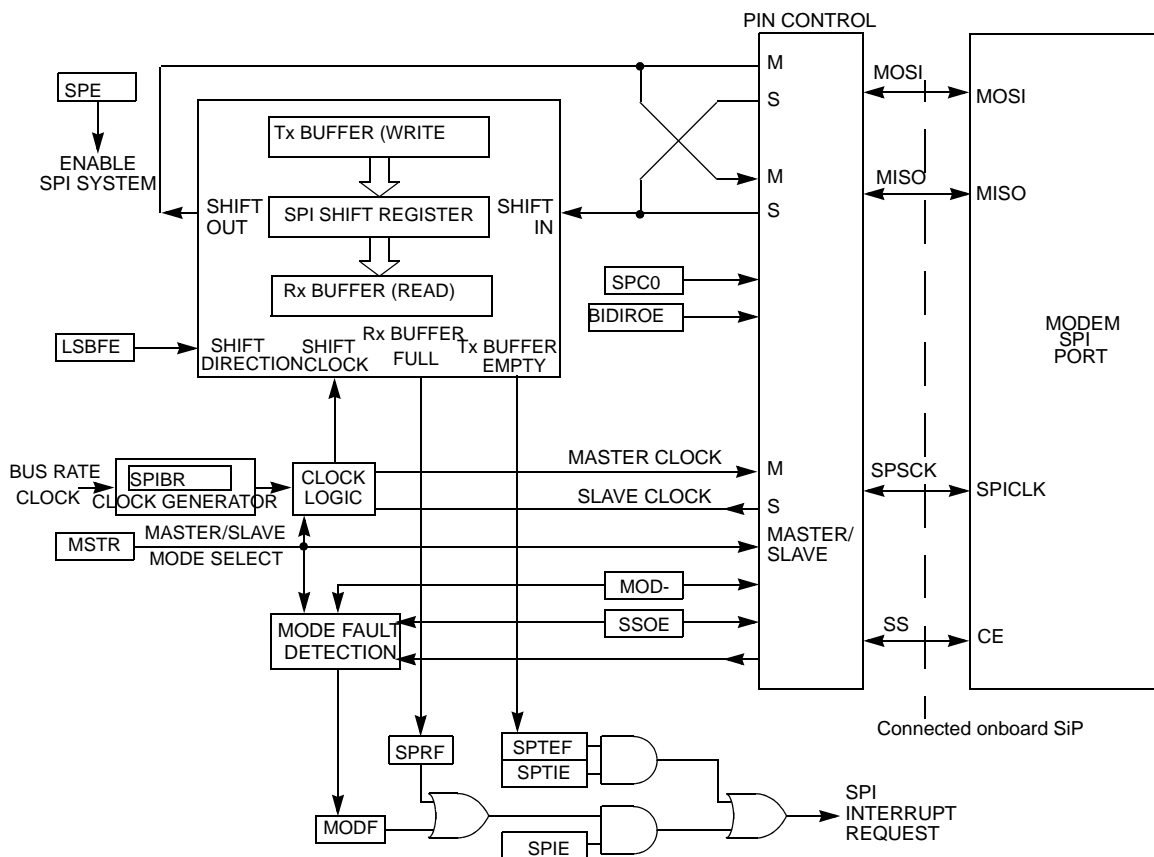 PIN CONTROL
SPE
ENABLE
SPI SYSTEM
Tx BUFFER (WRITE
SHIFT
OUT
SPI SHIFT REGISTER
SHIFT
IN
Rx BUFFER (READ)
LSBFE
SHIFT
DIRECTION
SHIFT
CLOCK
Rx BUFFER
FULL
Tx BUFFER
EMPTY
M
S
M
S
SPC0
BIDIROE
MOSI
MOSI
MISO
MISO
MODEM
SPI
PORT
BUS RATE
CLOCK
SPIBR
CLOCK GENERATOR
CLOCK
LOGIC
MASTER CLOCK
M
SLAVE CLOCK
S
SPSCK
SPICLK
MSTR
MASTER/SLAVE
MODE SELECT
MASTER/
SLAVE
MOD-
SSOE
MODE FAULT
DETECTION
SS
CE
Connected onboard SiP
SPRF
SPTEF
SPTIE
MODF
SPIE
SPI
INTERRUPT
REQUEST